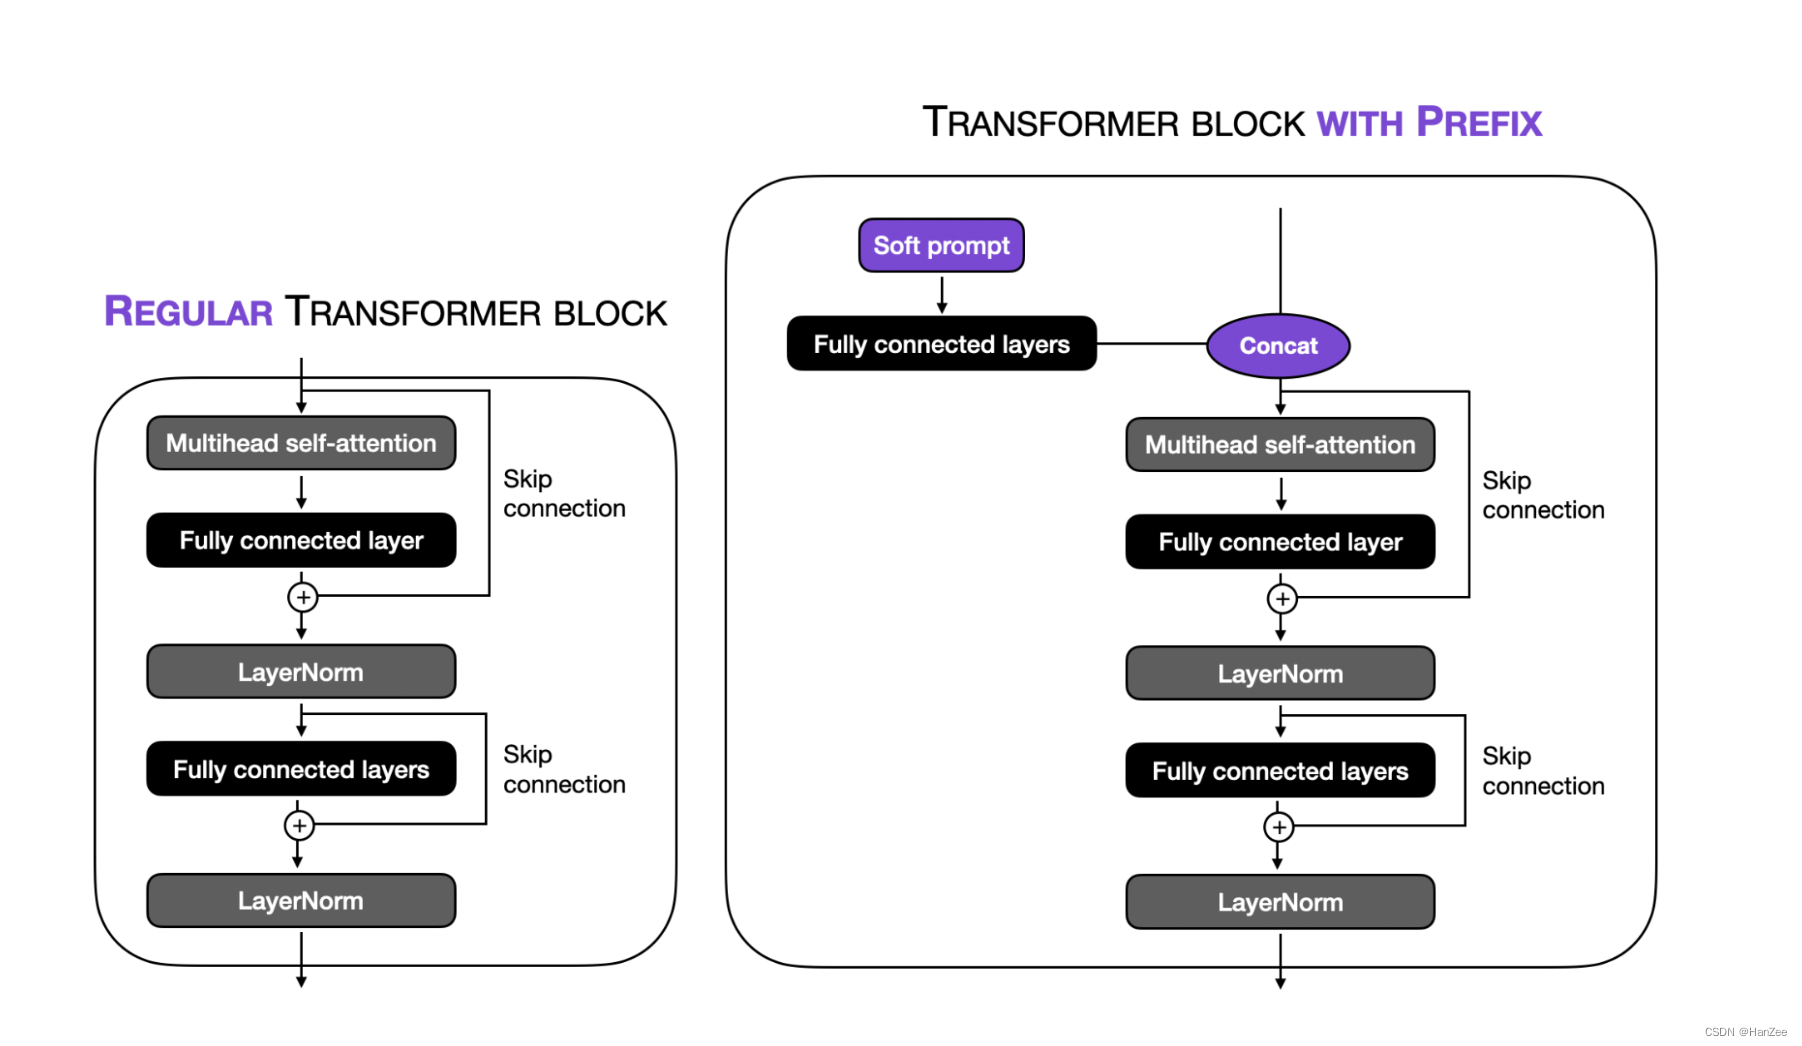 REGULAR TRANSFORMER BLOCK
Multihead self-attention
Skip
connection
Fully connected layer
+
LayerNorm
Fully connected layers
Skip
connection
+
LayerNorm
TRANSFORMER BLOCK WITH PREFIX
Soft prompt
Fully connected layers
Concat
Multihead self-attention
Skip
connection
Fully connected layer
+
LayerNorm
Fully connected layers
Skip
connection
+
LayerNorm
CSDN @HanZee